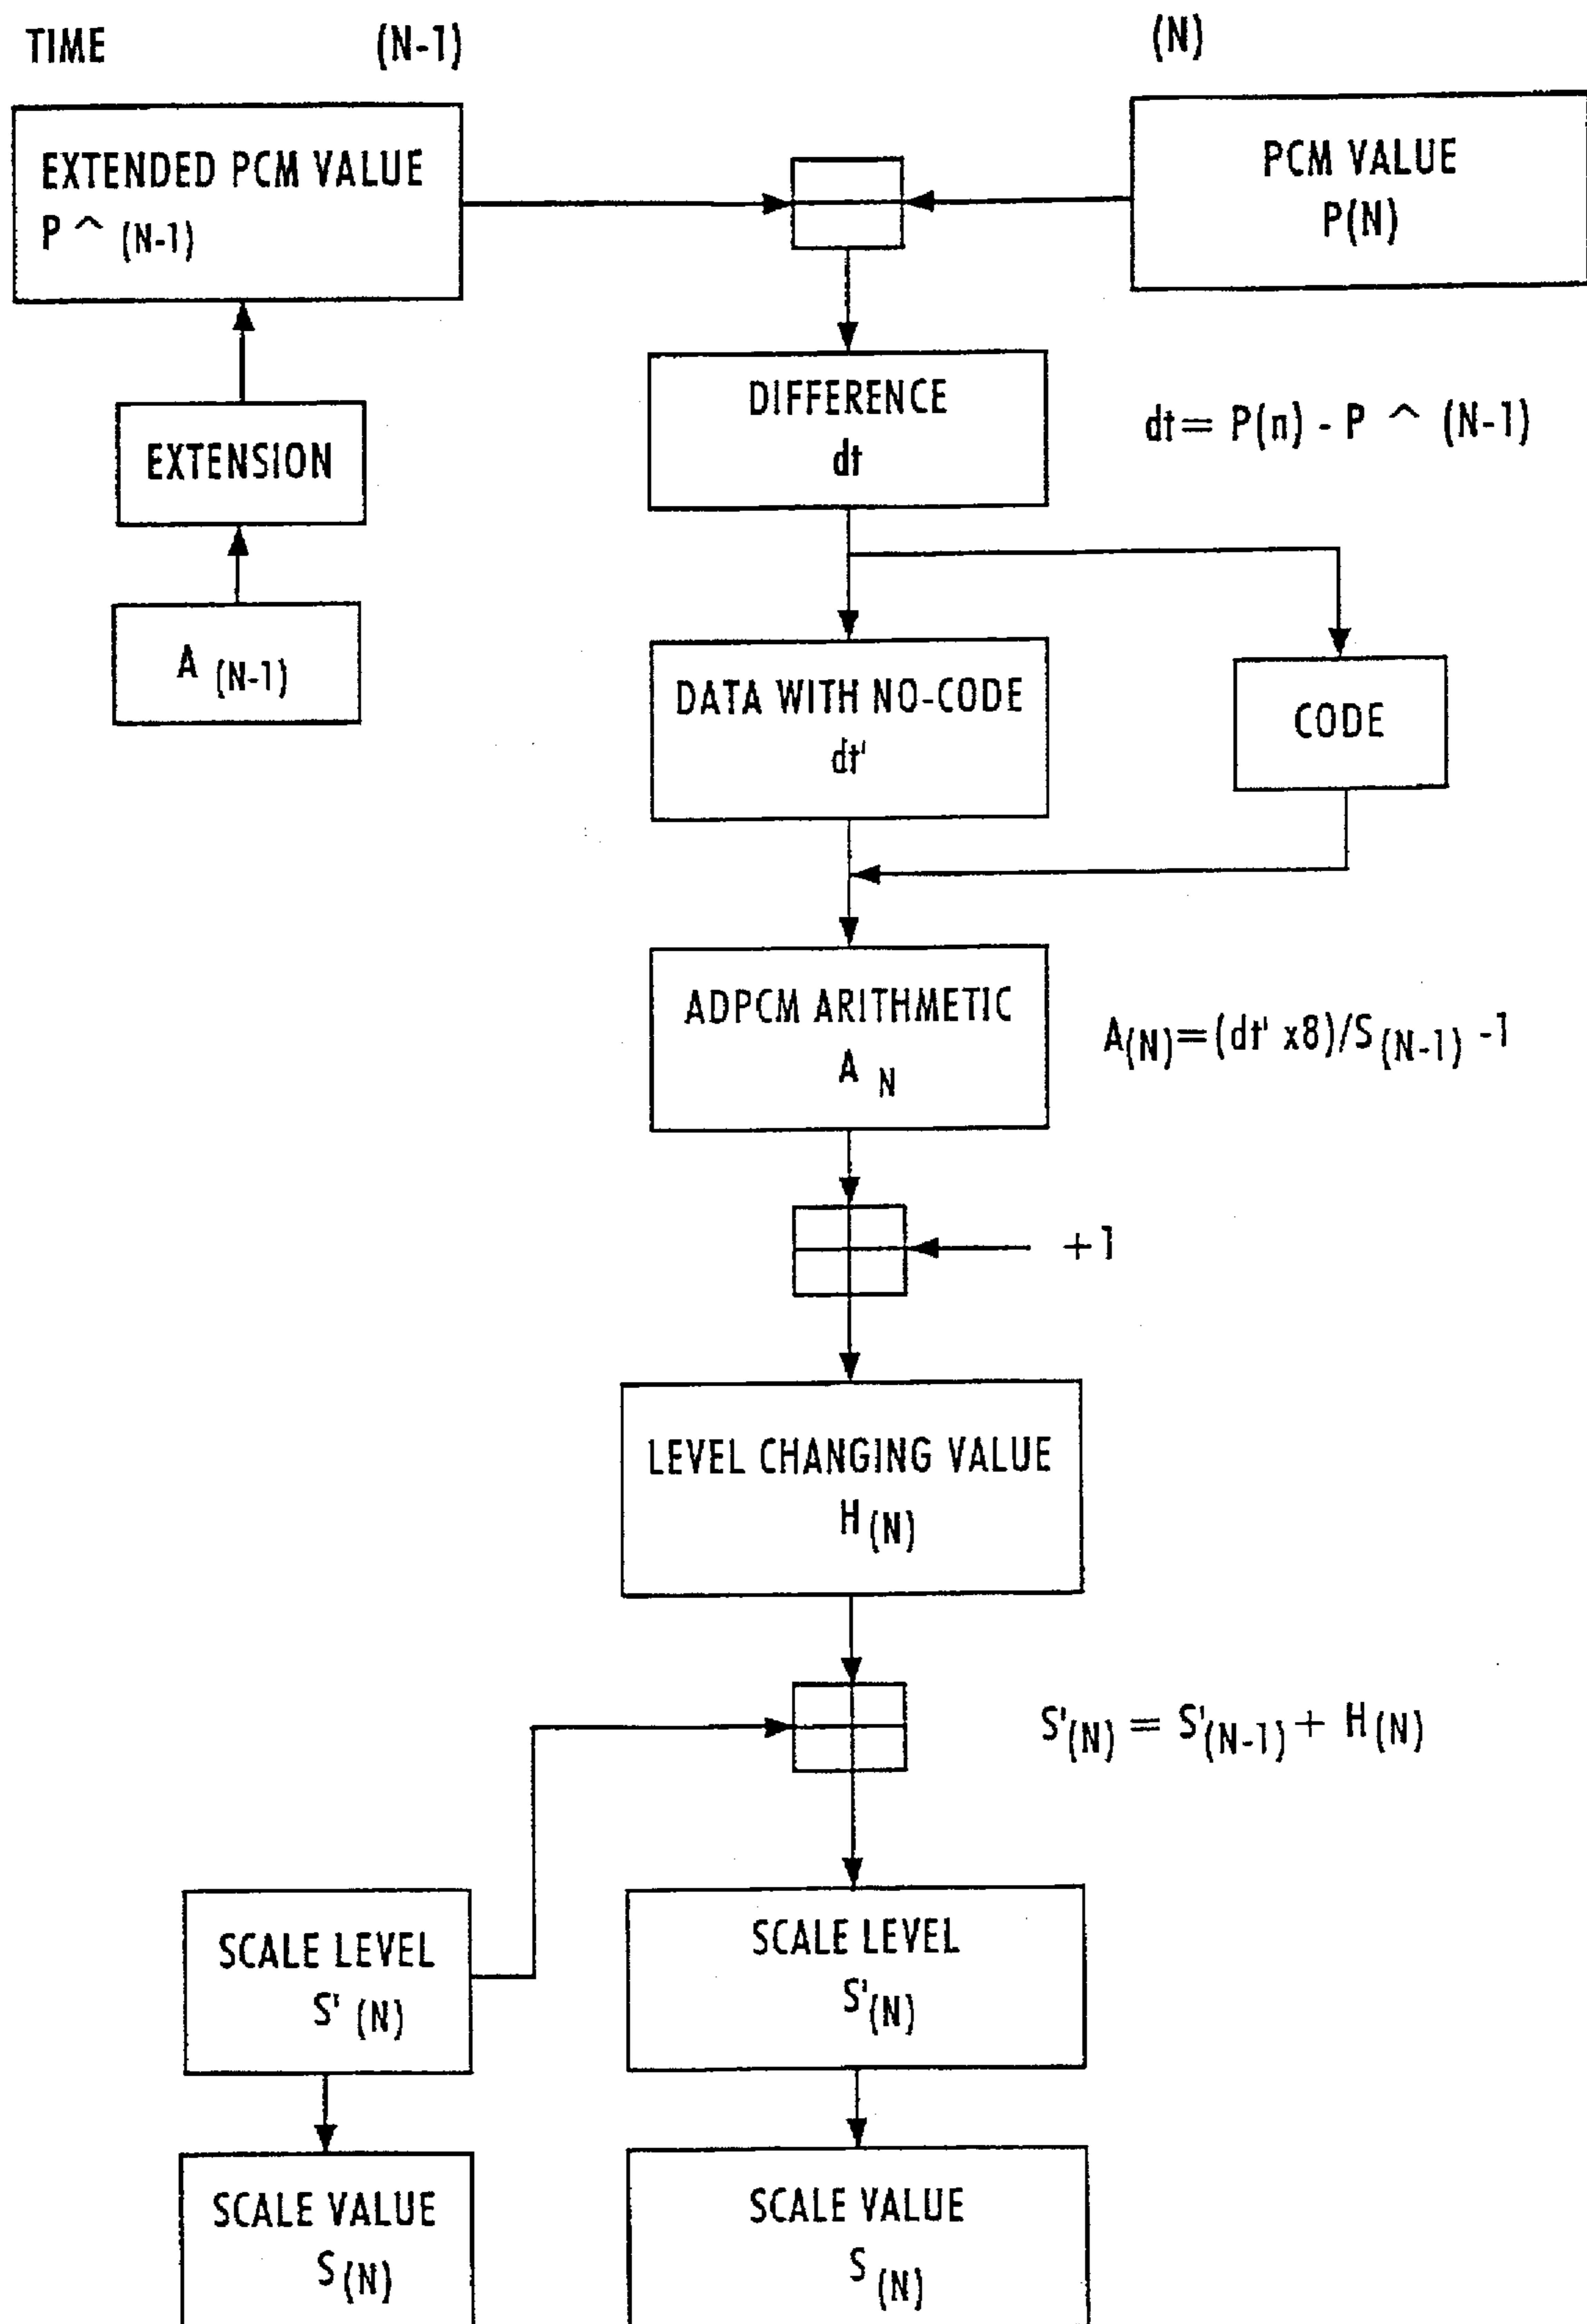 TIME (N-1) (N)
EXTENDED PCM VALUE
P ^ (N-1)
PCM VALUE
P(N)
DIFFERENCE
dt
dt= P(n) - P ^ (N-1)
EXTENSION
A (N-1)
DATA WITH NO-CODE
dt'
CODE
ADPCM ARITHMETIC
A N
A(N)=(dt' x8)/S(N-1) -1
+1
LEVEL CHANGING VALUE
H(N)
S'(N) = S'(N-1)+ H(N)
SCALE LEVEL
S' (N)
SCALE LEVEL
S'(N)
SCALE VALUE
S(N)
SCALE VALUE
S (N)